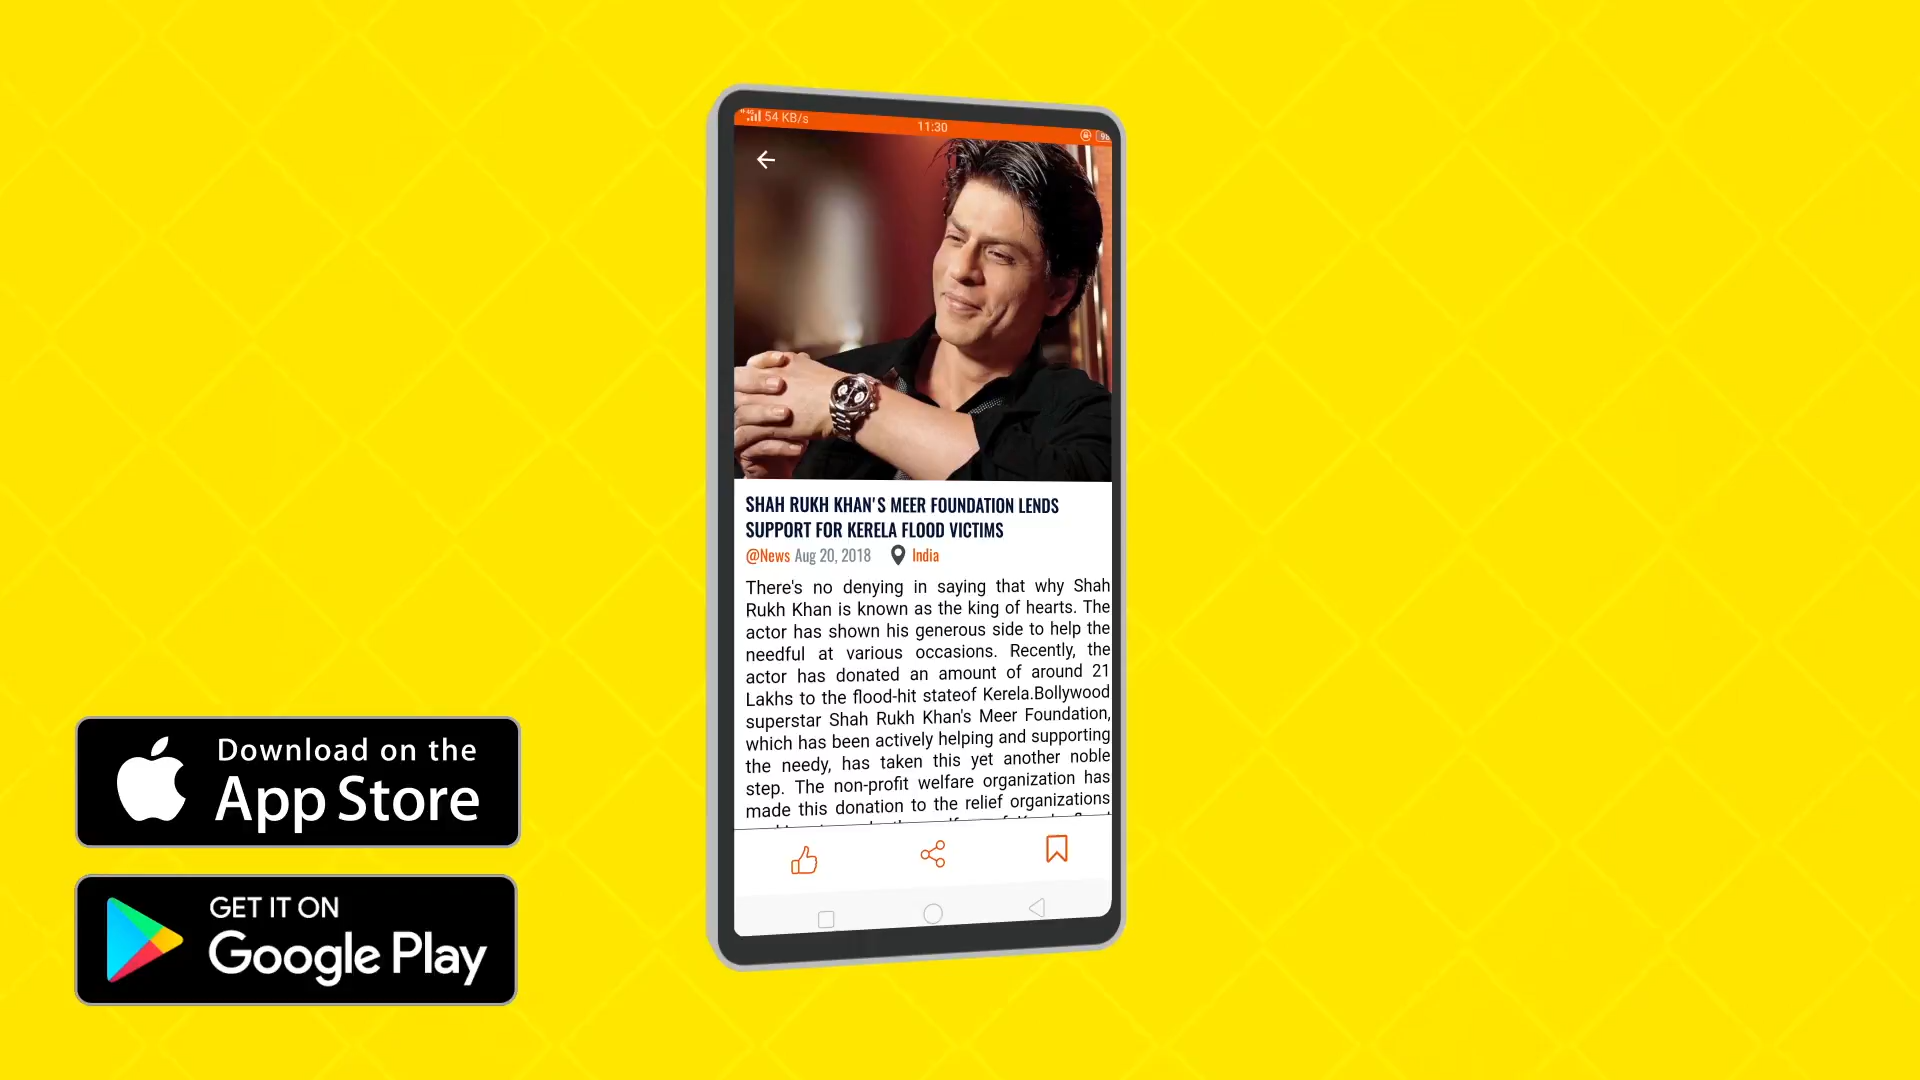 54 KB/s
11:30
SHAH RUKH KHAN'S MEER FOUNDATION LENDS
SUPPORT FOR KERELA FLOOD VICTIMS
@News Aug 20, 2018 India
There's no denying in saying that why Shah
Rukh Khan is known as the king of hearts. The
actor has shown his generous side to help the
needful at various occasions. Recently, the
actor has donated an amount of around 21
Lakhs to the flood-hit stateof Kerela.Bollywood
superstar Shah Rukh Khan's Meer Foundation,
which has been actively helping and supporting
the needy, has taken this yet another noble
step. The non-profit welfare organization has
made this donation to the relief organizations
Download on the
App Store
GET IT ON
Google Play